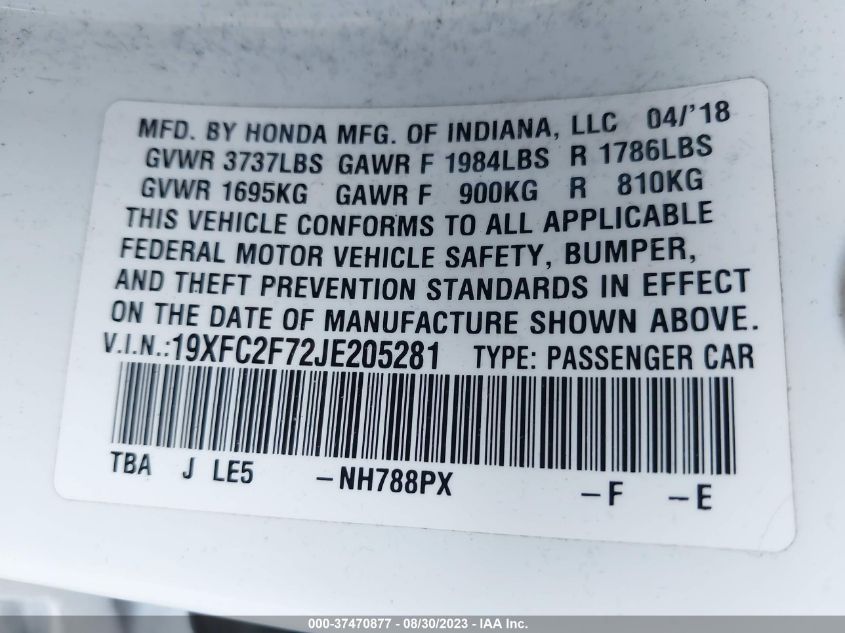 MFD. BY HONDA MFG. OF INDIANA, LLC 04/'18
GVWR 3737LBS GAWR F 1984LBS R 1786LBS
GVWR 1695KG GAWR F 900KG R 810KG
THIS VEHICLE CONFORMS TO ALL APPLICABLE
FEDERAL MOTOR VEHICLE SAFETY, BUMPER,
AND THEFT PREVENTION STANDARDS IN EFFECT
ON THE DATE OF MANUFACTURE SHOWN ABOVE.
V.I.N.:19XFC2F72JE205281 TYPE: PASSENGER CAR
TBA J LE5 -NH788PX -F -E
000-37470877 - 08/30/2023 - IAA Inc.